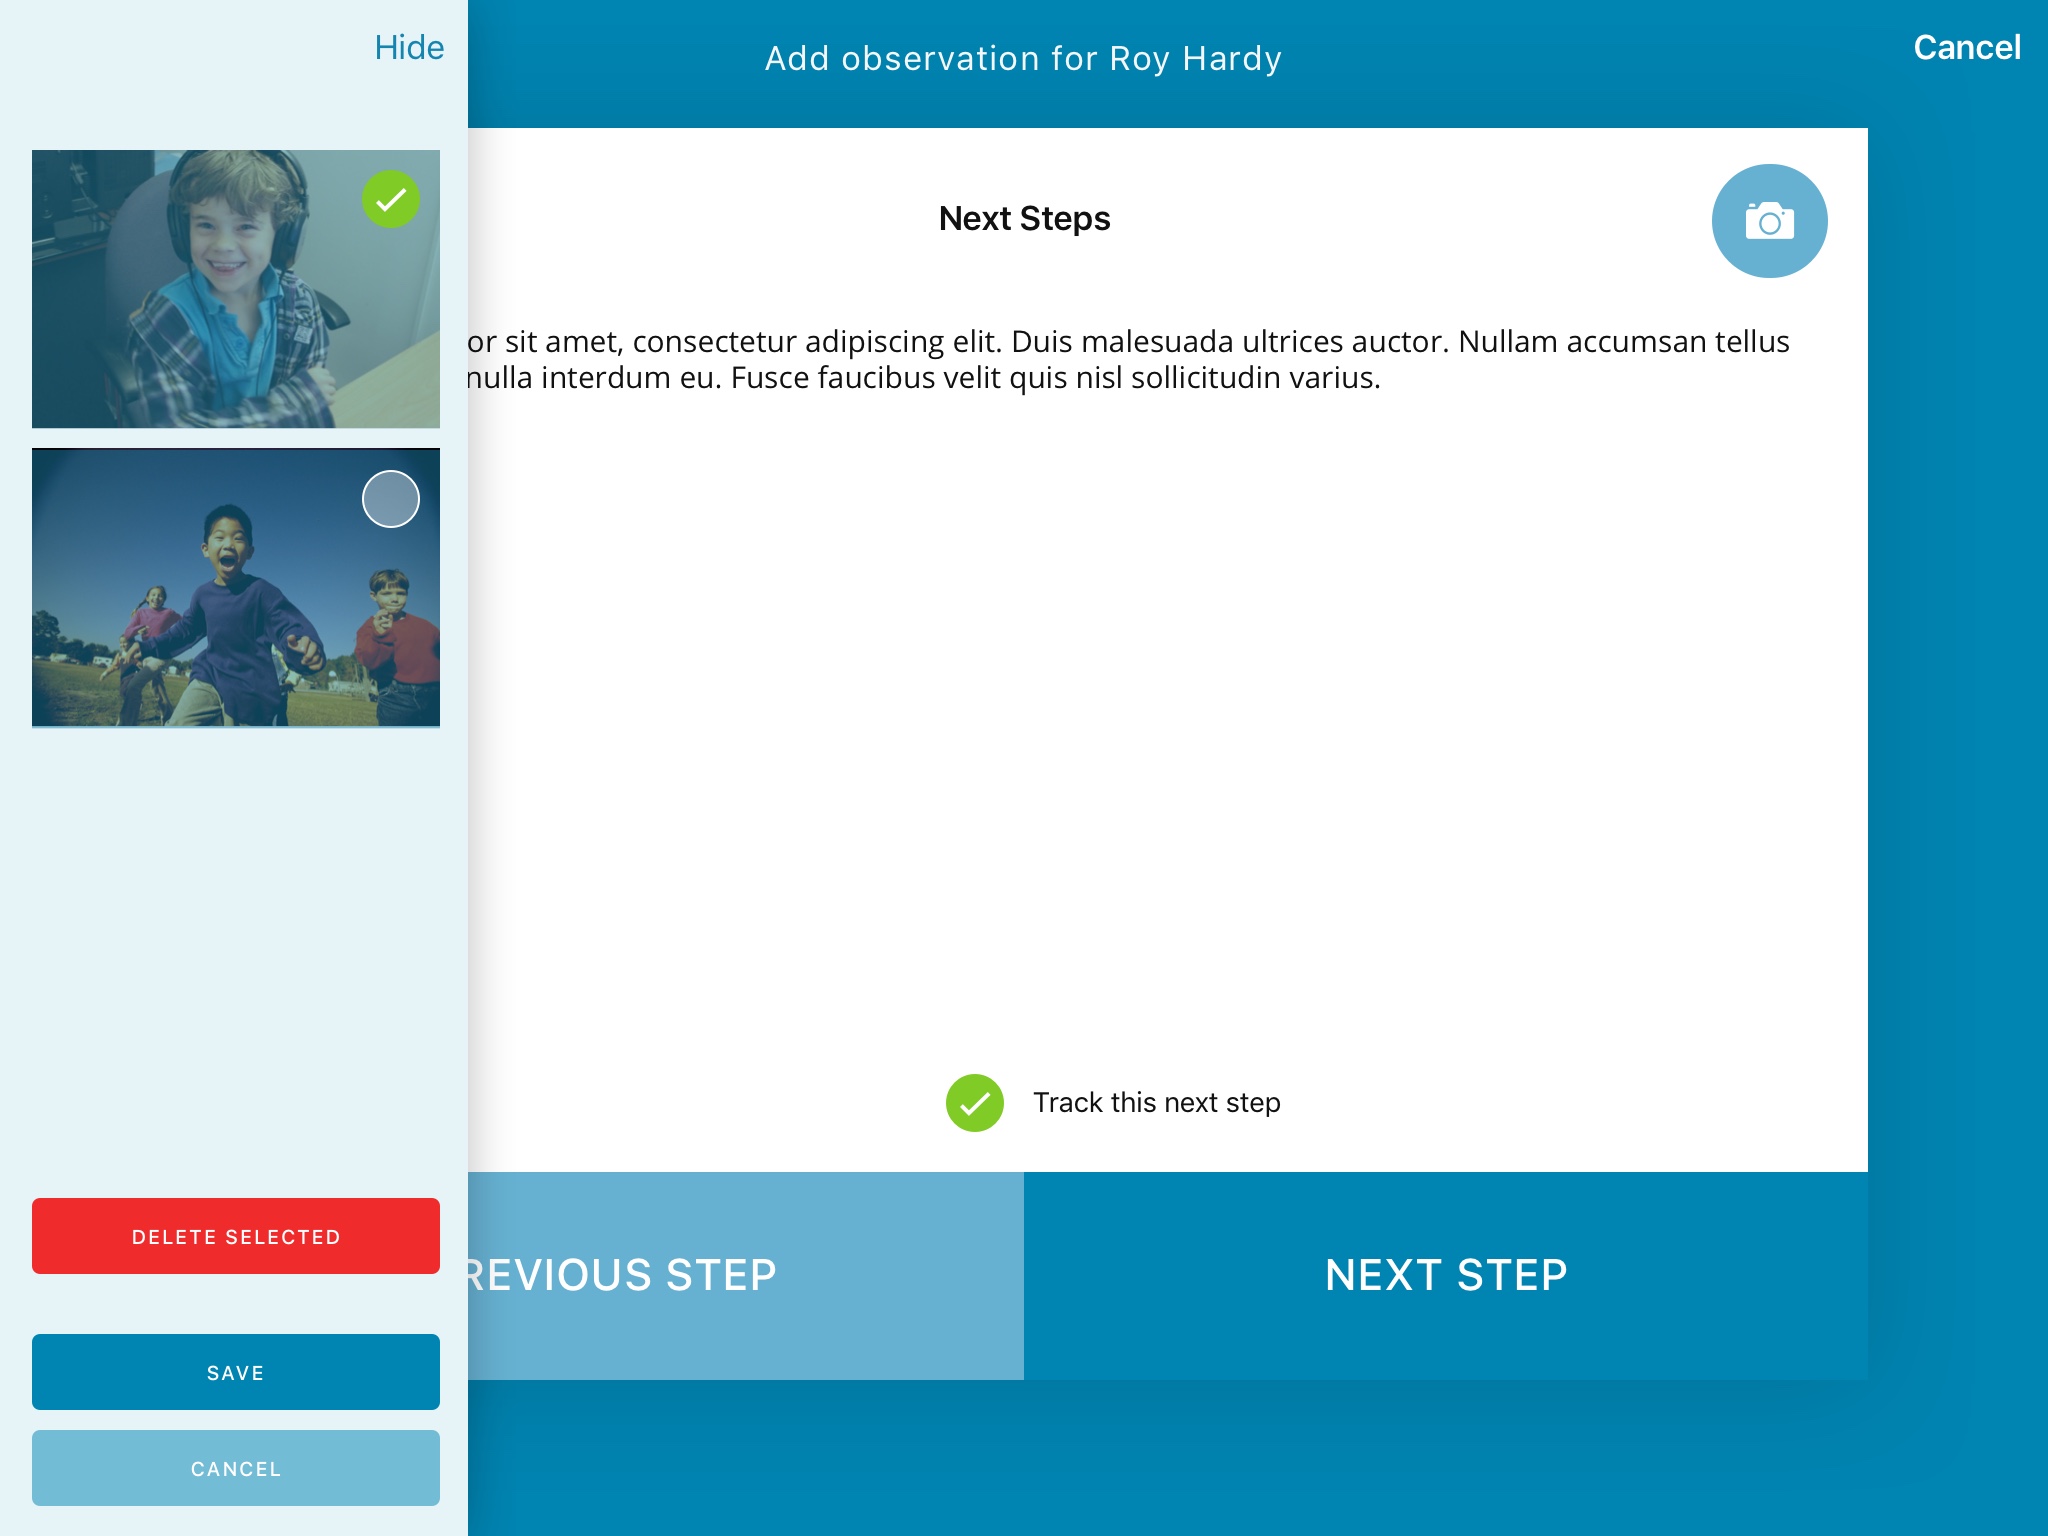 Hide
Add observation for Roy Hardy
Cancel
Next Steps
or sit amet, consectetur adipiscing elit. Duis malesuada ultrices auctor. Nullam accumsan tellus
nulla interdum eu. Fusce faucibus velit quis nisl sollicitudin varius.
Track this next step
DELETE SELECTED
REVIOUS STEP
NEXT STEP
SAVE
CANCEL